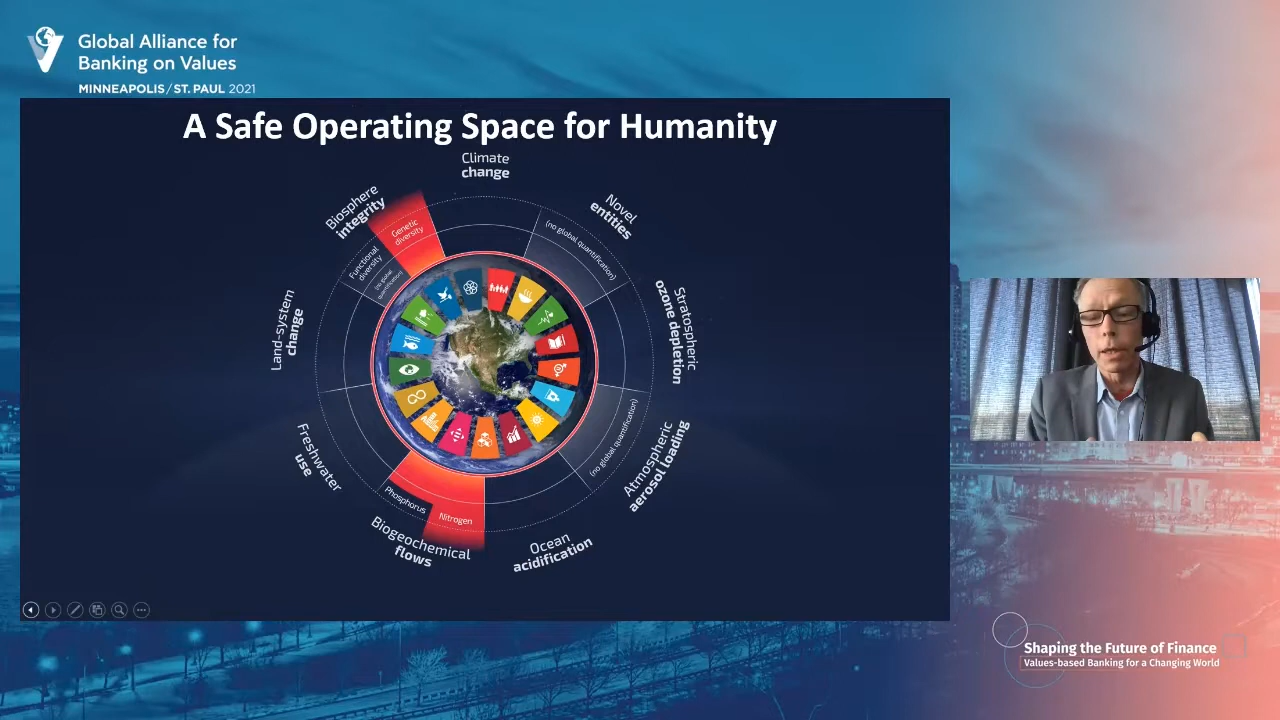 Global Alliance for
Banking on Values
MINNEAPOLIS/ST. PAUL 2021
A Safe Operating Space for Humanity
Climate
change
Novel
entities
(no global quantification)
Stratospheric
ozone depletion
Atmospheric
aerosol loading
(no global quantification)
Ocean
acidification
Biogeochemical
flows
Phosphorus
Nitrogen
Freshwater
use
Land-system
change
Biosphere
integrity
Genetic
diversity
Functional
diversity
(no global
quantification)
Shaping the Future of Finance
Values-based Banking for a Changing World